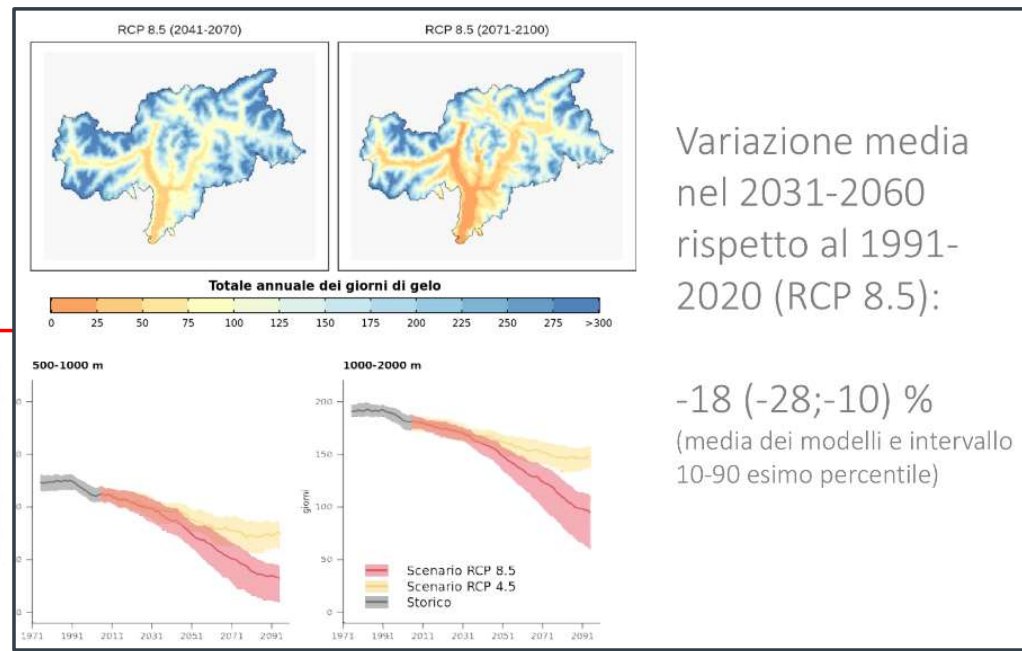 RCP 8.5 (2041-2070)
RCP 8.5 (2071-2100)
Totale annuale dei giorni di gelo
0 25 50 75 100 125 150 175 200 225 250 275 >300
Variazione media
nel 2031-2060
rispetto al 1991-
2020 (RCP 8.5):
-18 (-28;-10) %
(media dei modelli e intervallo
10-90 esimo percentile)
500-1000 m
1971 1991 2011 2031 2051 2071 2091
1000-2000 m
giorni
200
150
100
50
0
Scenario RCP 8.5
Scenario RCP 4.5
Storico
1971 1991 2011 2031 2051 2071 2091